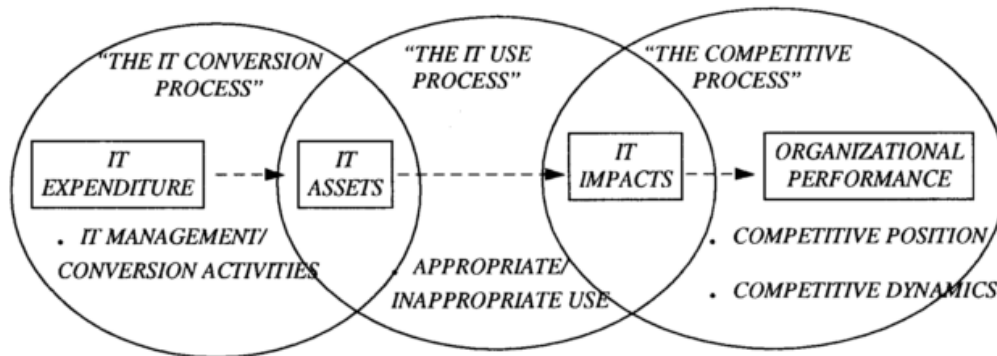 “THE IT CONVERSION
PROCESS”
“THE IT USE
PROCESS”
“THE COMPETITIVE
PROCESS”
IT
EXPENDITURE
IT
ASSETS
IT
IMPACTS
ORGANIZATIONAL
PERFORMANCE
. IT MANAGEMENT/
CONVERSION ACTIVITIES
. APPROPRIATE/
INAPPROPRIATE USE
. COMPETITIVE POSITION
. COMPETITIVE DYNAMICS